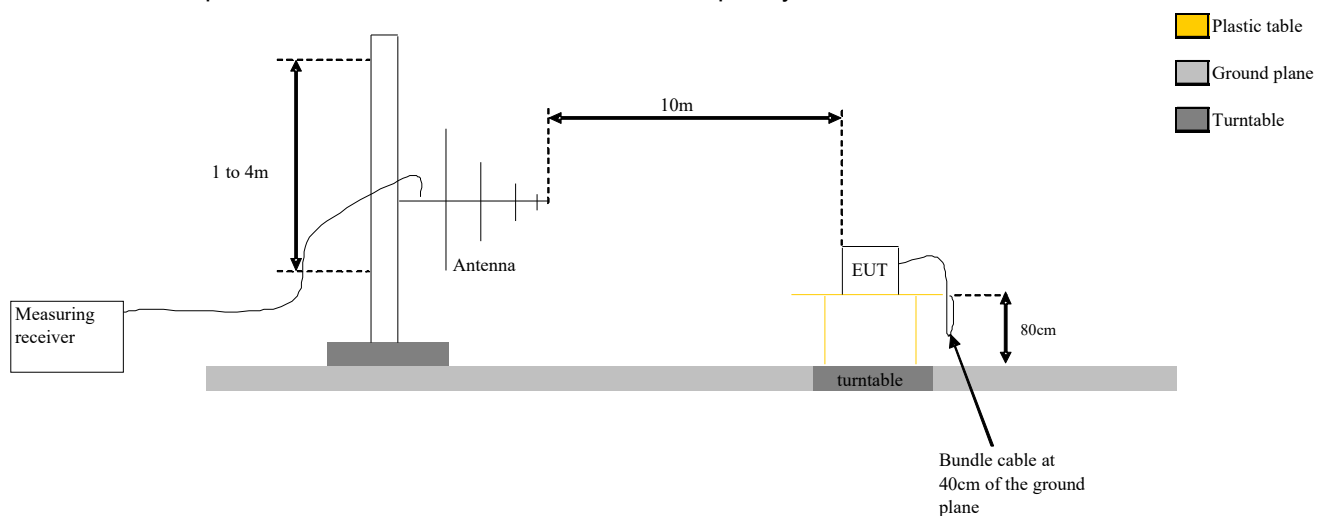 Plastic table
Ground plane
Turntable
10m
1 to 4m
Antenna
EUT
Measuring
receiver
80cm
turntable
Bundle cable at
40cm of the ground
plane